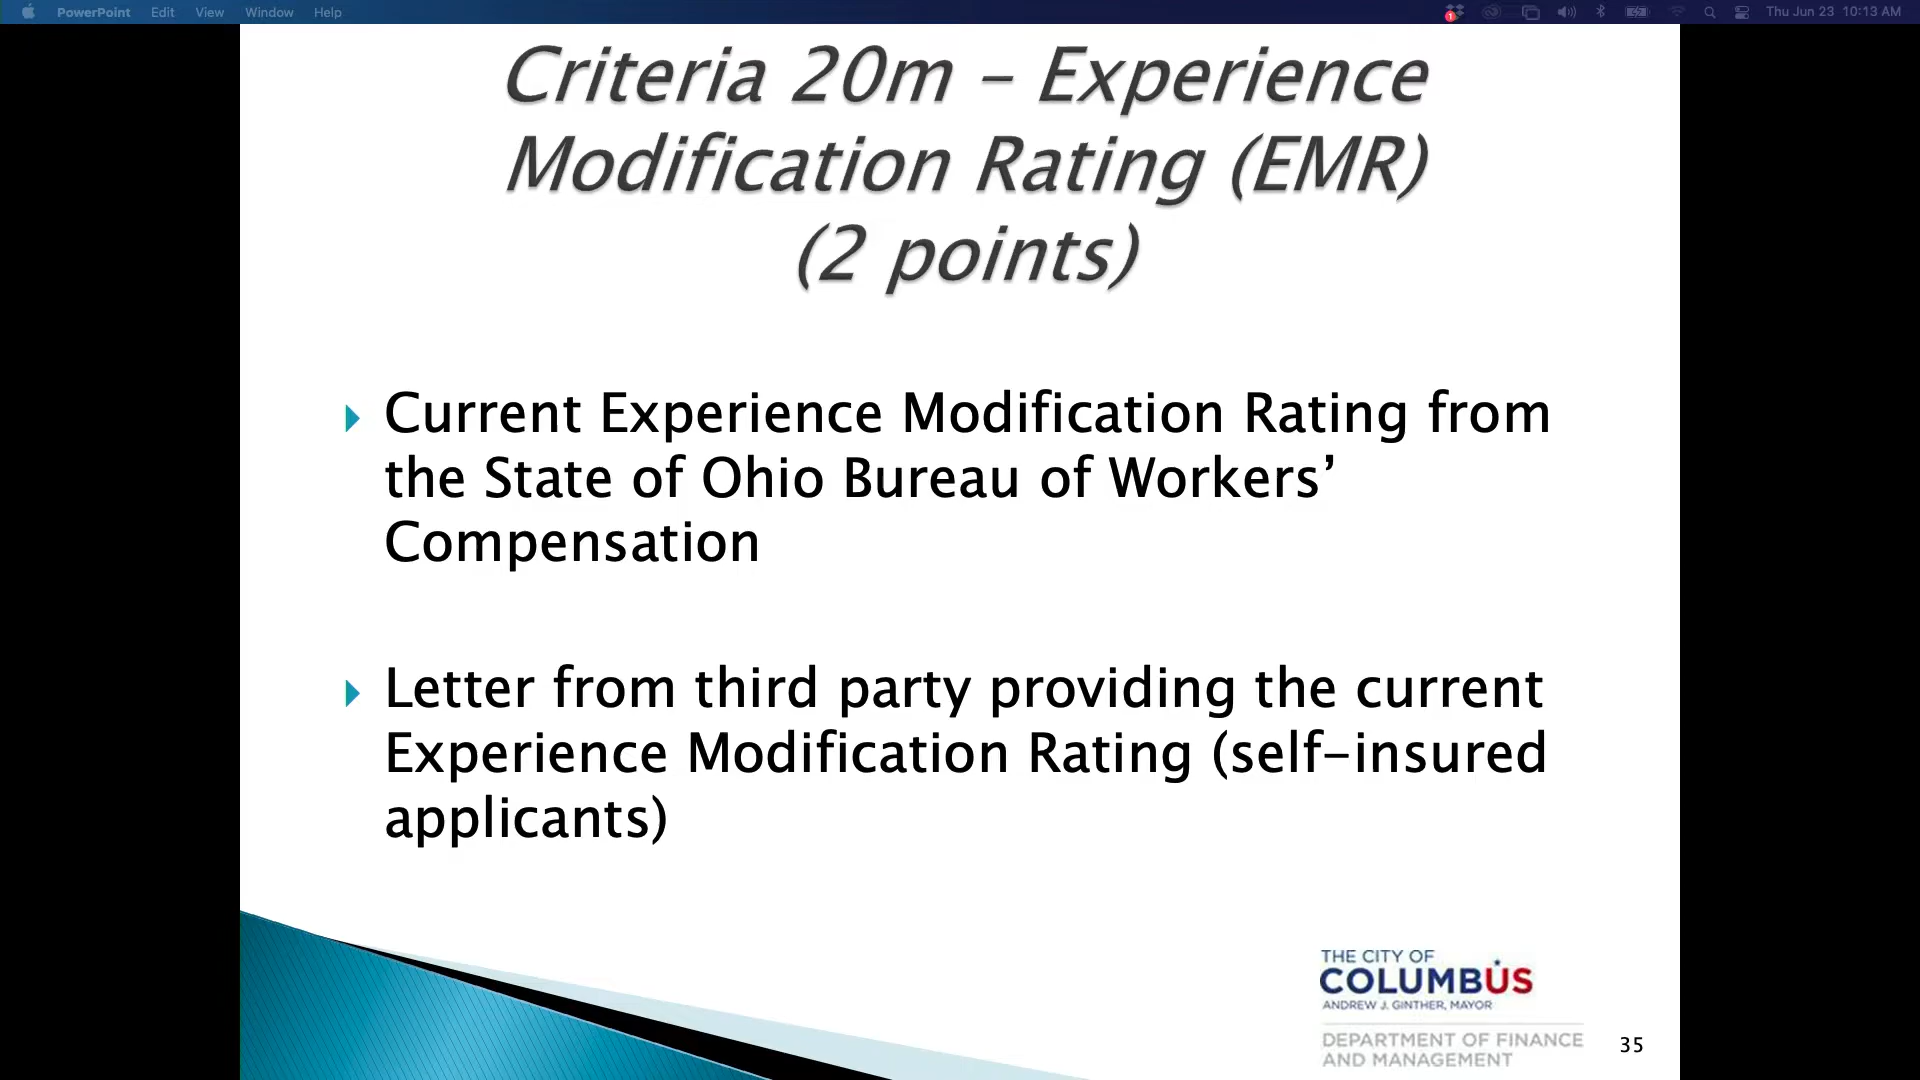 PowerPoint Edit View Window Help
1
Thu Jun 23 10:13 AM
Criteria 20m – Experience
Modification Rating (EMR)
(2 points)
Current Experience Modification Rating from
the State of Ohio Bureau of Workers’
Compensation
Letter from third party providing the current
Experience Modification Rating (self-insured
applicants)
THE CITY OF
COLUMBUS
ANDREW J. GINTHER, MAYOR
DEPARTMENT OF FINANCE
AND MANAGEMENT
35